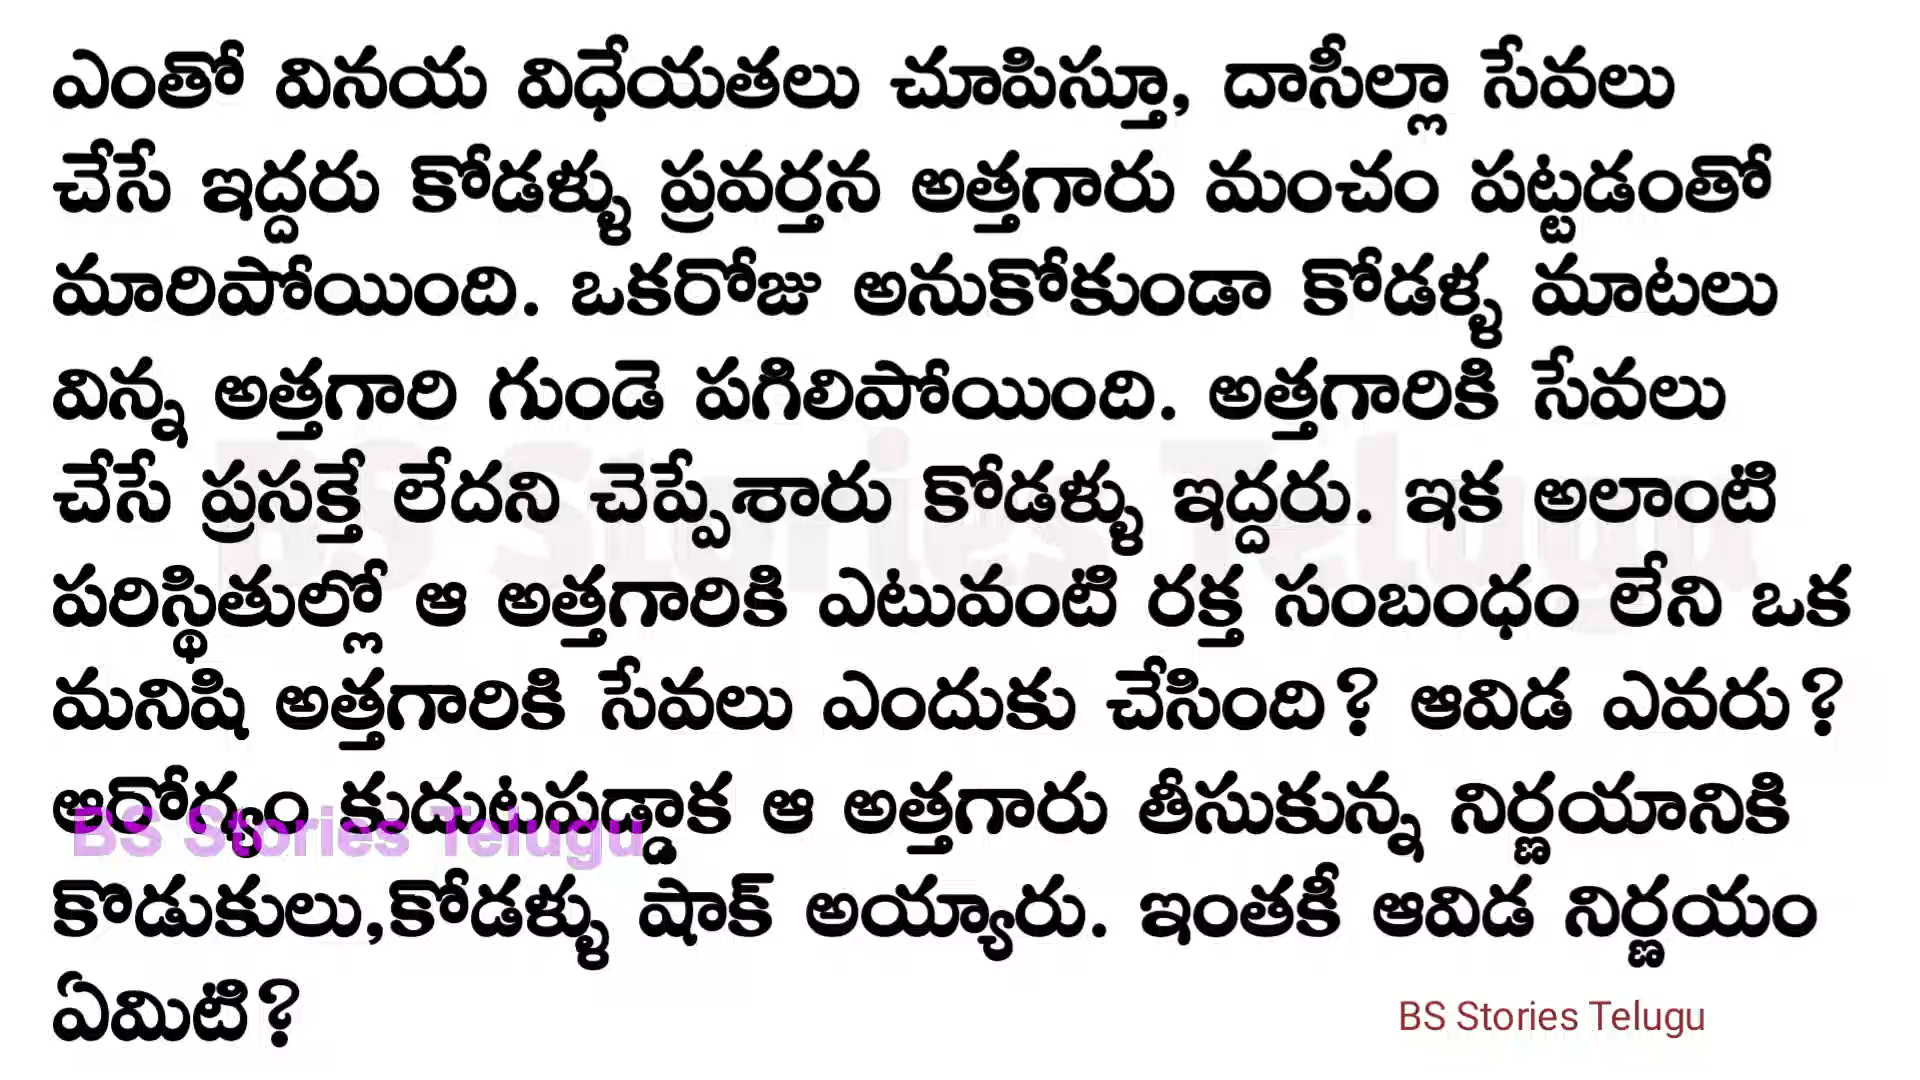 ఎంతో వినయ విధేయతలు చూపిస్తూ, దాసీల్లా సేవలు
చేసే ఇద్దరు కోడళ్ళు ప్రవర్తన అత్తగారు మంచం పట్టడంతో
మారిపోయింది. ఒకరోజు అనుకోకుండా కోడళ్ళ మాటలు
విన్న అత్తగారి గుండె పగిలిపోయింది. అత్తగారికి సేవలు
చేసే ప్రసక్తే లేదని చెప్పేశారు కోడళ్ళు ఇద్దరు. ఇక అలాంటి
పరిస్థితుల్లో ఆ అత్తగారికి ఎటువంటి రక్త సంబంధం లేని ఒక
మనిషి అత్తగారికి సేవలు ఎందుకు చేసింది? ఆవిడ ఎవరు?
ఆరోగ్యం కుదుటపడ్డాక ఆ అత్తగారు తీసుకున్న నిర్ణయానికి
కొడుకులు,కోడళ్ళు షాక్ అయ్యారు. ఇంతకీ ఆవిడ నిర్ణయం
ఏమిటి?
BS Stories Telugu
BS Stories Telugu
BS Stories Telugu